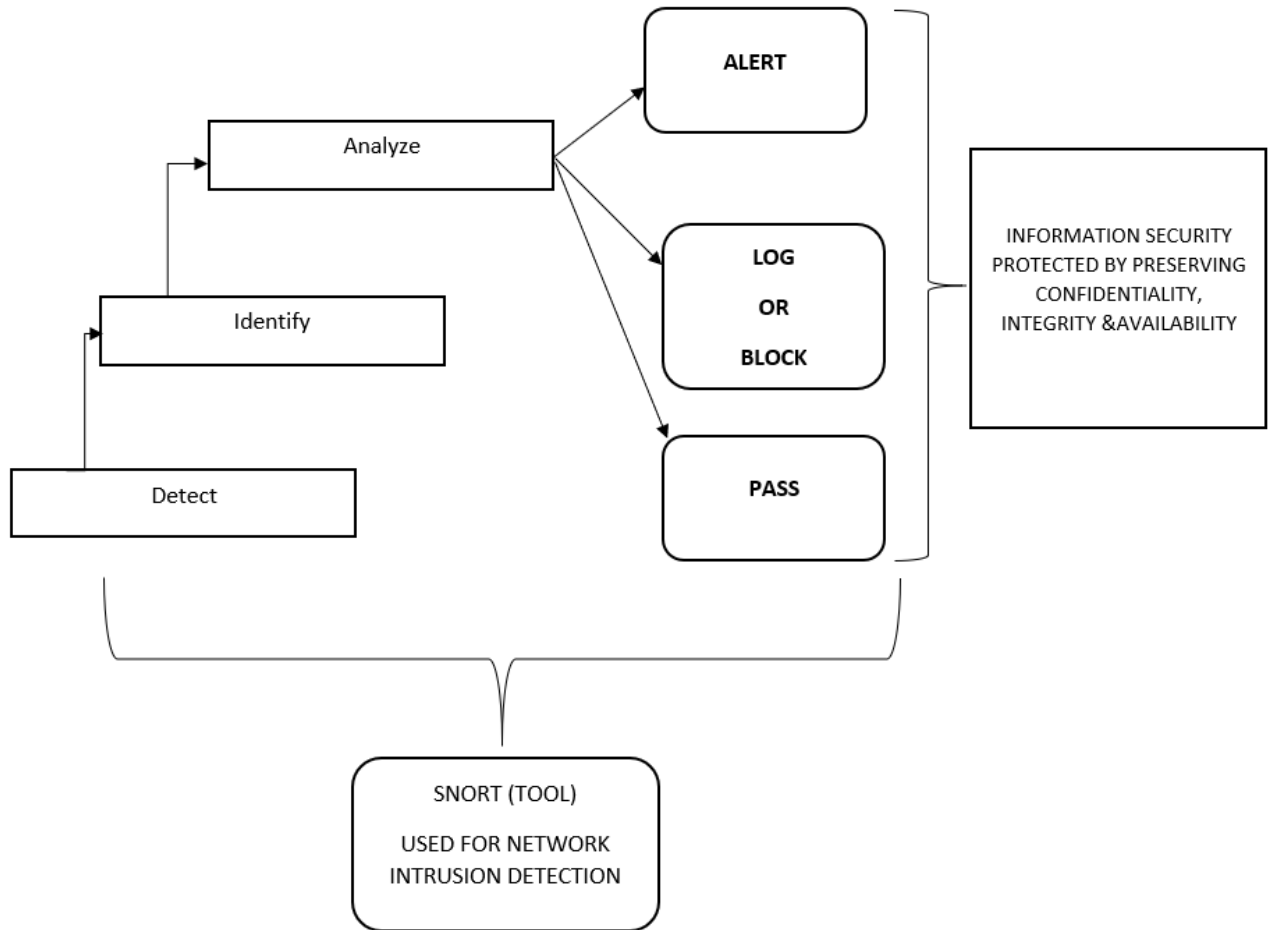 ALERT
Analyze
LOG
OR
BLOCK
INFORMATION SECURITY
PROTECTED BY PRESERVING
CONFIDENTIALITY,
INTEGRITY &AVAILABILITY
Identify
PASS
Detect
SNORT (TOOL)
USED FOR NETWORK
INTRUSION DETECTION